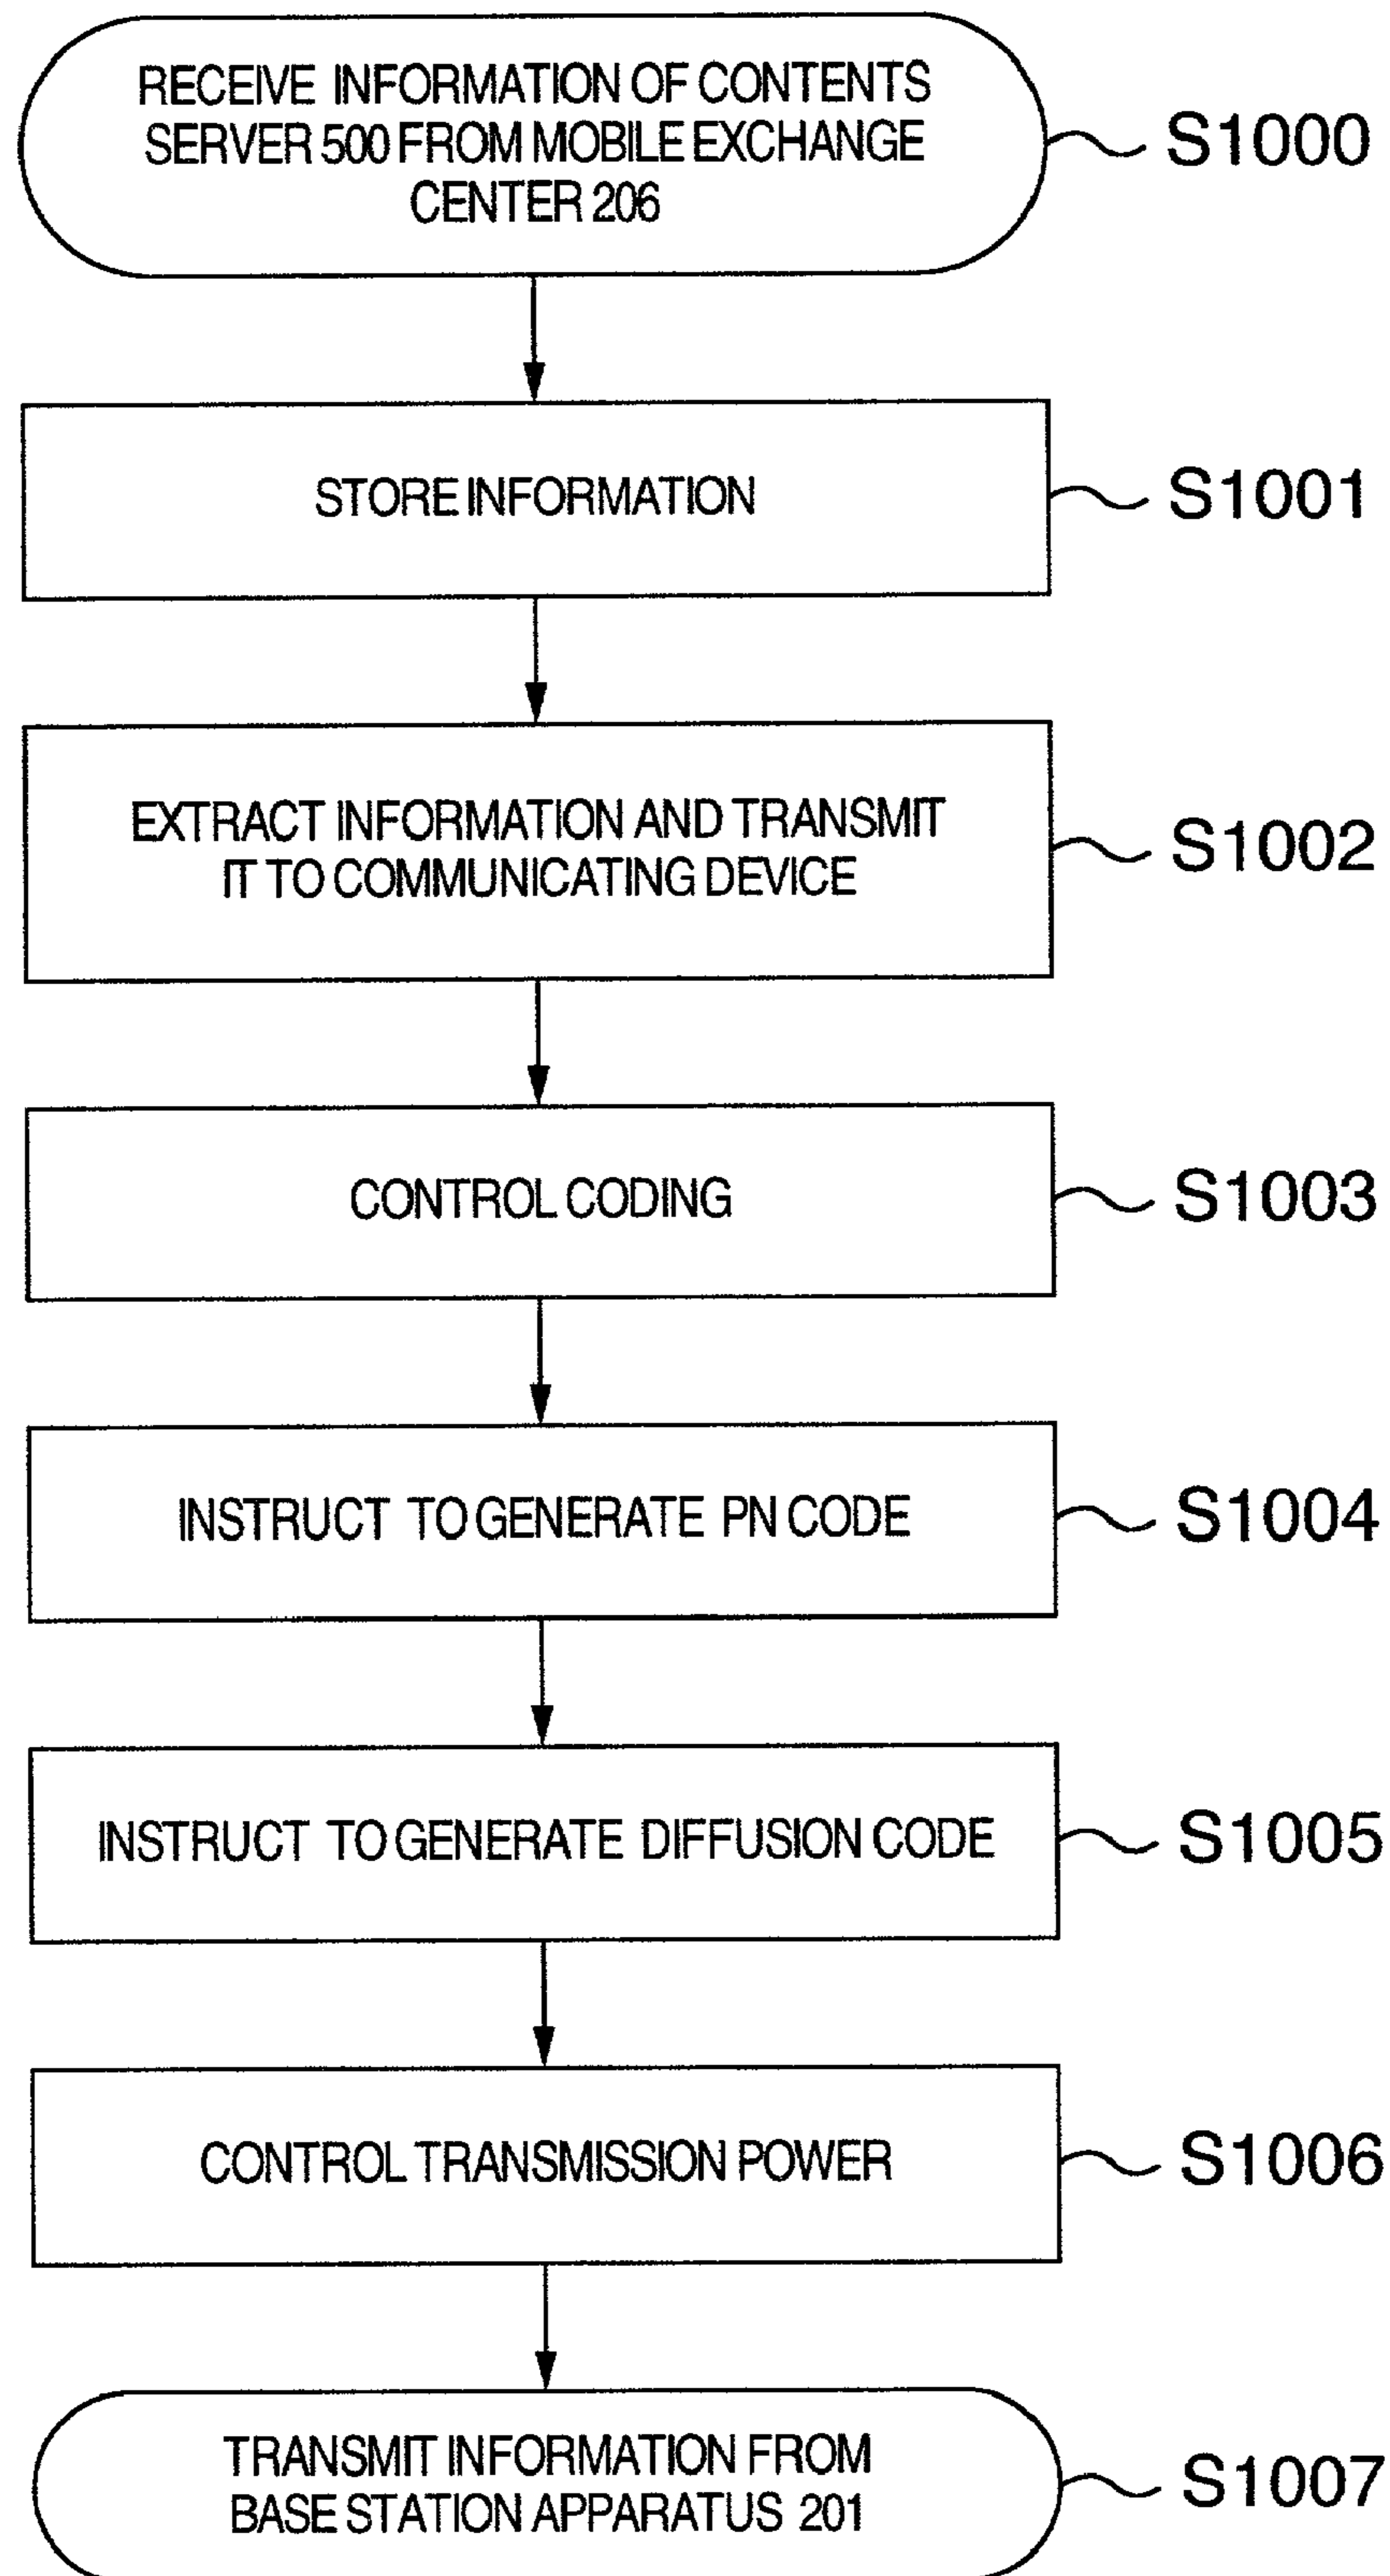 RECEIVE INFORMATION OF CONTENTS
SERVER 500 FROM MOBILE EXCHANGE
CENTER 206
S1000
STORE INFORMATION
S1001
EXTRACT INFORMATION AND TRANSMIT
IT TO COMMUNICATING DEVICE
S1002
CONTROL CODING
S1003
INSTRUCT TO GENERATE PN CODE
S1004
INSTRUCT TO GENERATE DIFFUSION CODE
S1005
CONTROL TRANSMISSION POWER
S1006
TRANSMIT INFORMATION FROM
BASE STATION APPARATUS 201
S1007